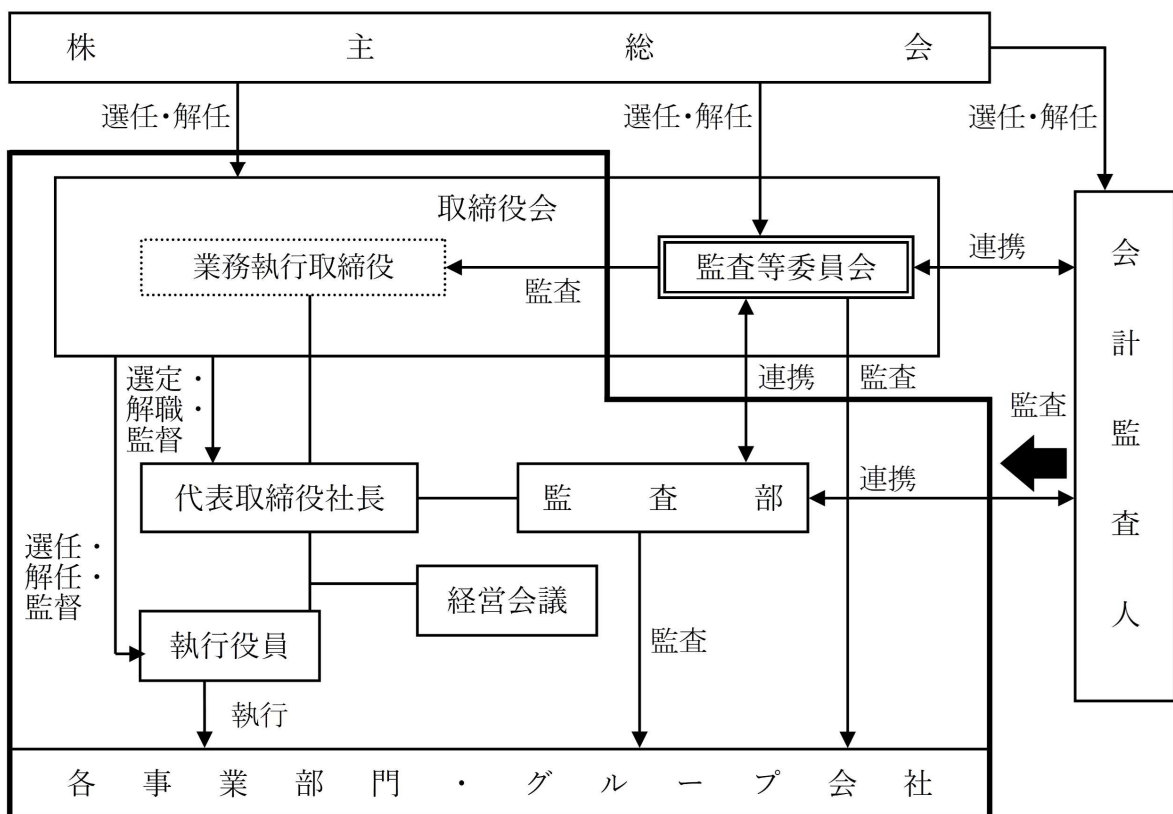 株主総会
選任・解任
選任・解任
選任・解任
取締役会
業務執行取締役
監査等委員会
監査
連携
会計監査人
選定・
解職・
監督
連携
監査
監査
代表取締役社長
監査部
連携
選任・
解任・
監督
経営会議
執行役員
監査
執行
各事業部門・グループ会社